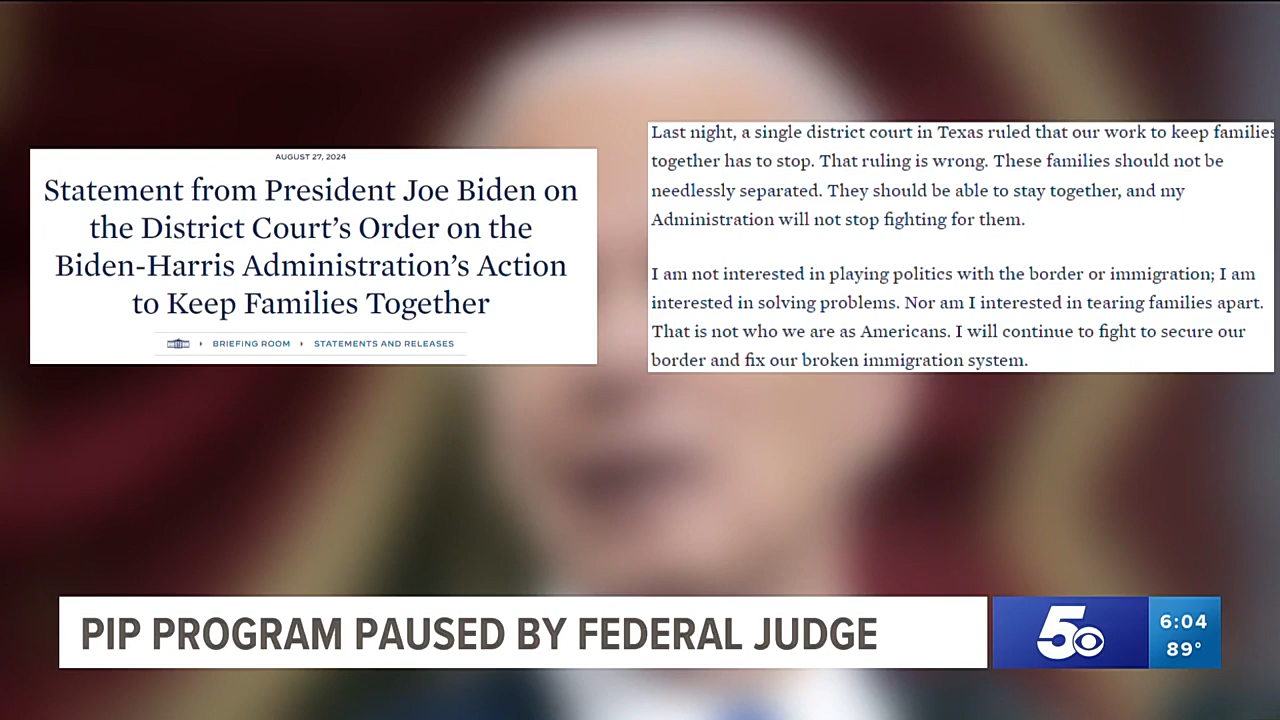 AUGUST 27, 2024
Statement from President Joe Biden on
the District Court’s Order on the
Biden-Harris Administration’s Action
to Keep Families Together
BRIEFING ROOM › STATEMENTS AND RELEASES
Last night, a single district court in Texas ruled that our work to keep families
together has to stop. That ruling is wrong. These families should not be
needlessly separated. They should be able to stay together, and my
Administration will not stop fighting for them.
I am not interested in playing politics with the border or immigration; I am
interested in solving problems. Nor am I interested in tearing families apart.
That is not who we are as Americans. I will continue to fight to secure our
border and fix our broken immigration system.
PIP PROGRAM PAUSED BY FEDERAL JUDGE
5
6:04
89°